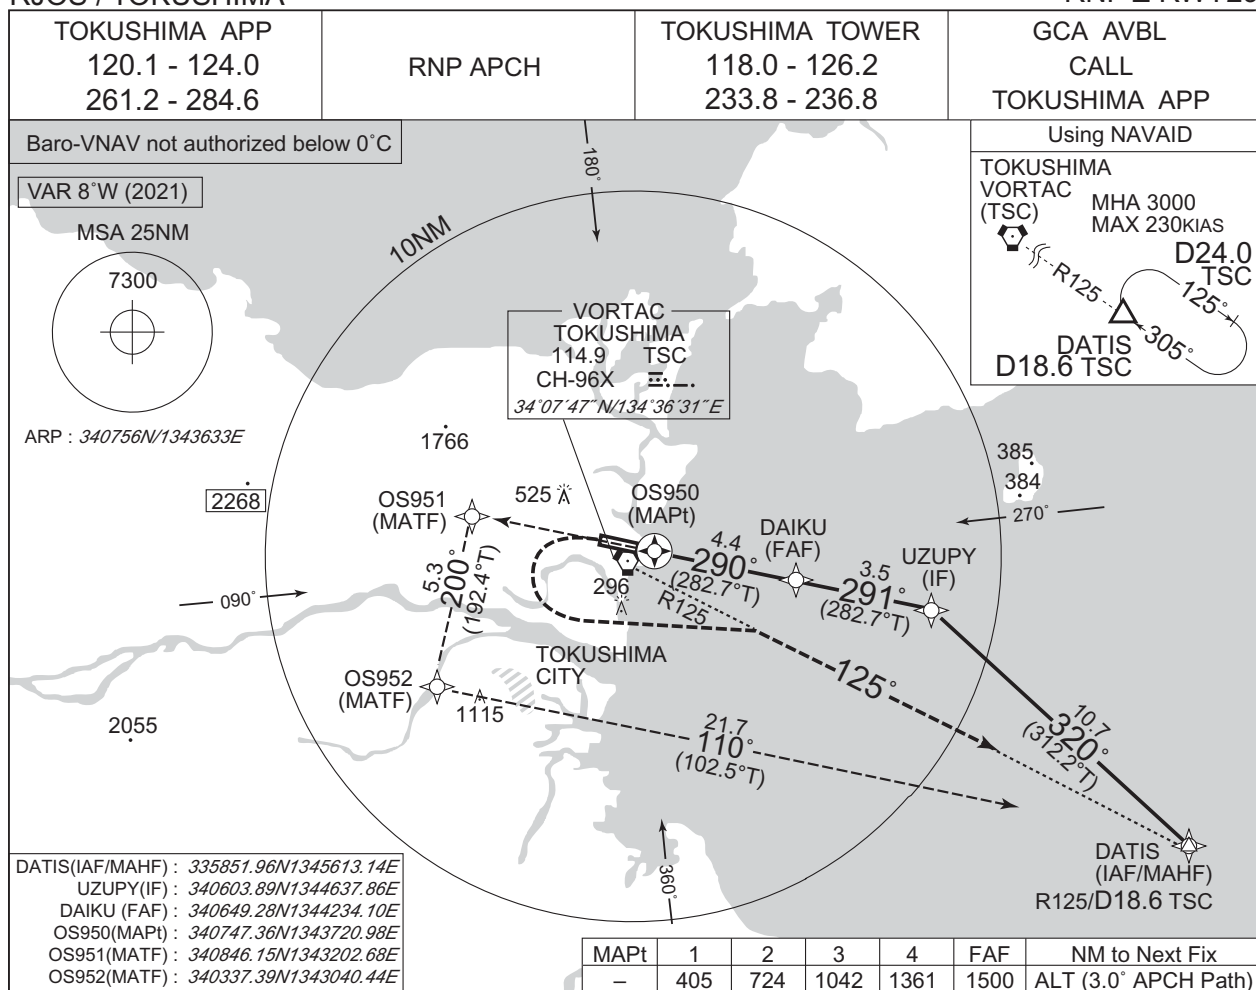 RJOS / TOKUSHIMA
TOKUSHIMA APP
120.1 - 124.0
261.2 - 284.6
RNP APCH
TOKUSHIMA TOWER
118.0 - 126.2
233.8 - 236.8
GCA AVBL
CALL
TOKUSHIMA APP
Baro-VNAV not authorized below 0˚C
VAR 8˚W (2021)
MSA 25NM
7300
ARP : 340756N/1343633E
180˚
10NM
Using NAVAID
TOKUSHIMA
VORTAC
(TSC)
MHA 3000
MAX 230KIAS
D24.0
TSC
R125
125˚
305˚
DATIS
D18.6 TSC
VORTAC
TOKUSHIMA
114.9 TSC
CH-96X
34˚07´47˝N/134˚36´31˝E
1766
2268
525
385
384
270˚
OS951
(MATF)
OS950
(MAPt)
DAIKU
(FAF)
UZUPY
(IF)
4.4
290˚
(282.7°T)
3.5
291˚
(282.7°T)
5.3
200˚
(192.4°T)
090˚
296
R125
TOKUSHIMA
CITY
OS952
(MATF)
1115
2055
125˚
21.7
110˚
(102.5°T)
10.7
320˚
(312.2°T)
360˚
DATIS
(IAF/MAHF)
R125/D18.6 TSC
DATIS(IAF/MAHF) : 335851.96N1345613.14E
UZUPY(IF) : 340603.89N1344637.86E
DAIKU (FAF) : 340649.28N1344234.10E
OS950(MAPt) : 340747.36N1343720.98E
OS951(MATF) : 340846.15N1343202.68E
OS952(MATF) : 340337.39N1343040.44E
MAPt 1 2 3 4 FAF NM to Next Fix
– 405 724 1042 1361 1500 ALT (3.0˚ APCH Path)